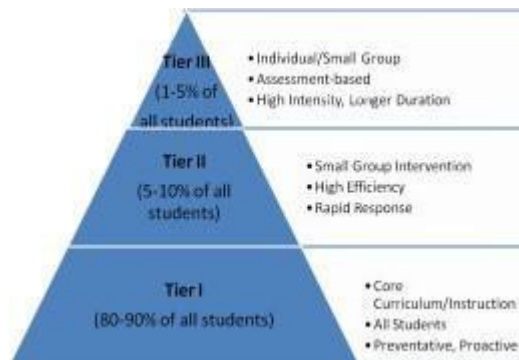 Tier III
(1-5% of
all students)
• Individual/Small Group
• Assessment-based
• High Intensity, Longer Duration
Tier II
(5-10% of all
students)
• Small Group Intervention
• High Efficiency
• Rapid Response
Tier I
(80-90% of all students)
• Core
Curriculum/Instruction
• All Students
• Preventative, Proactive